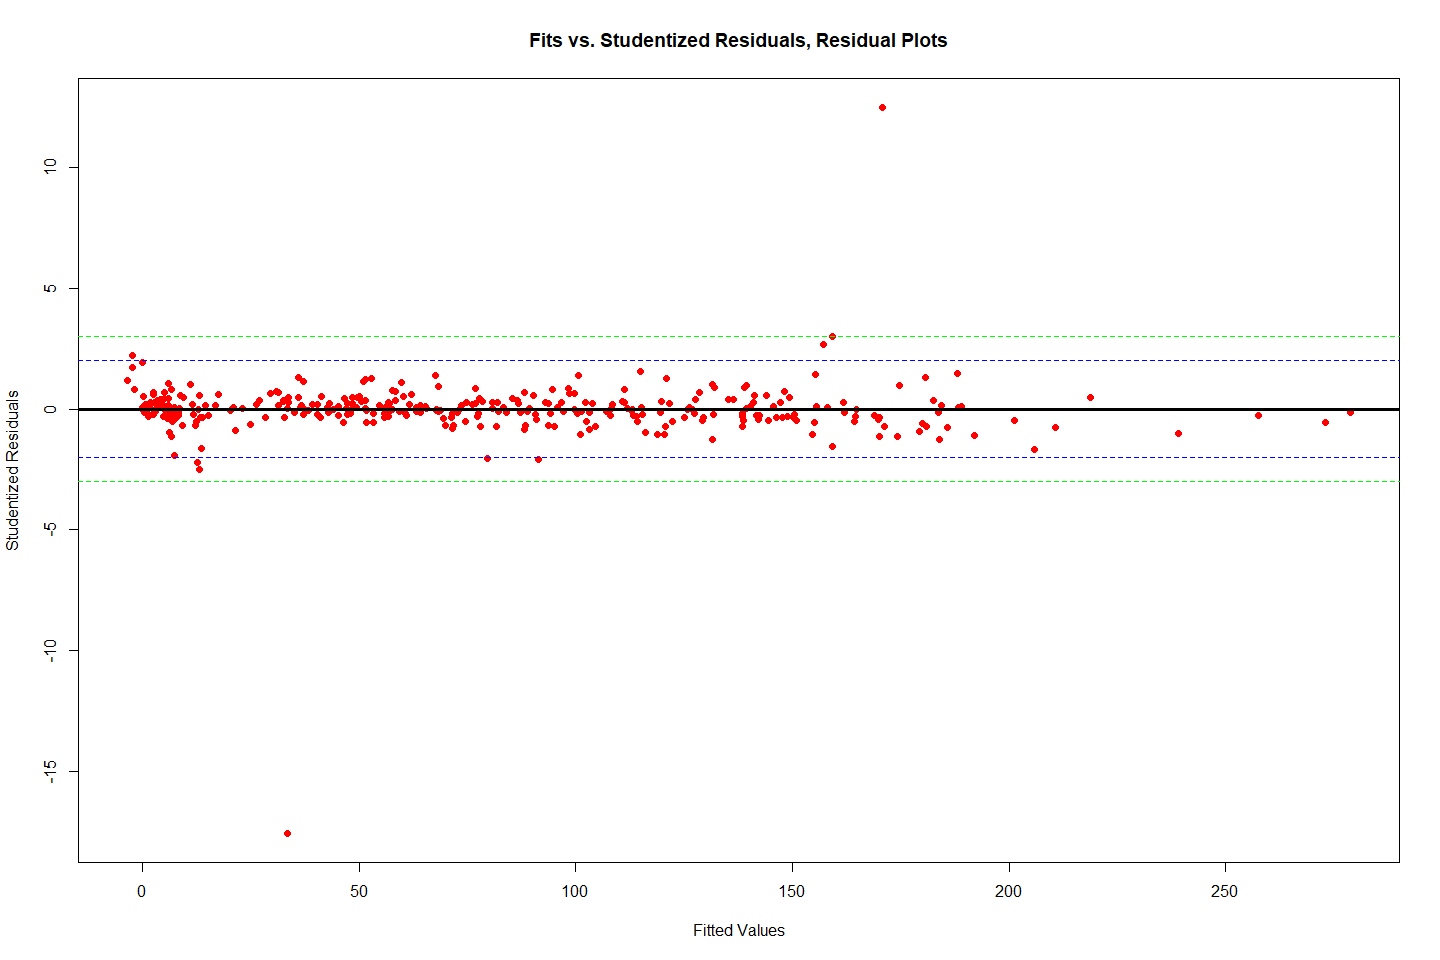 Fits vs. Studentized Residuals, Residual Plots
Studentized Residuals
10
5
0
-5
-10
-15
0 50 100 150 200 250
Fitted Values